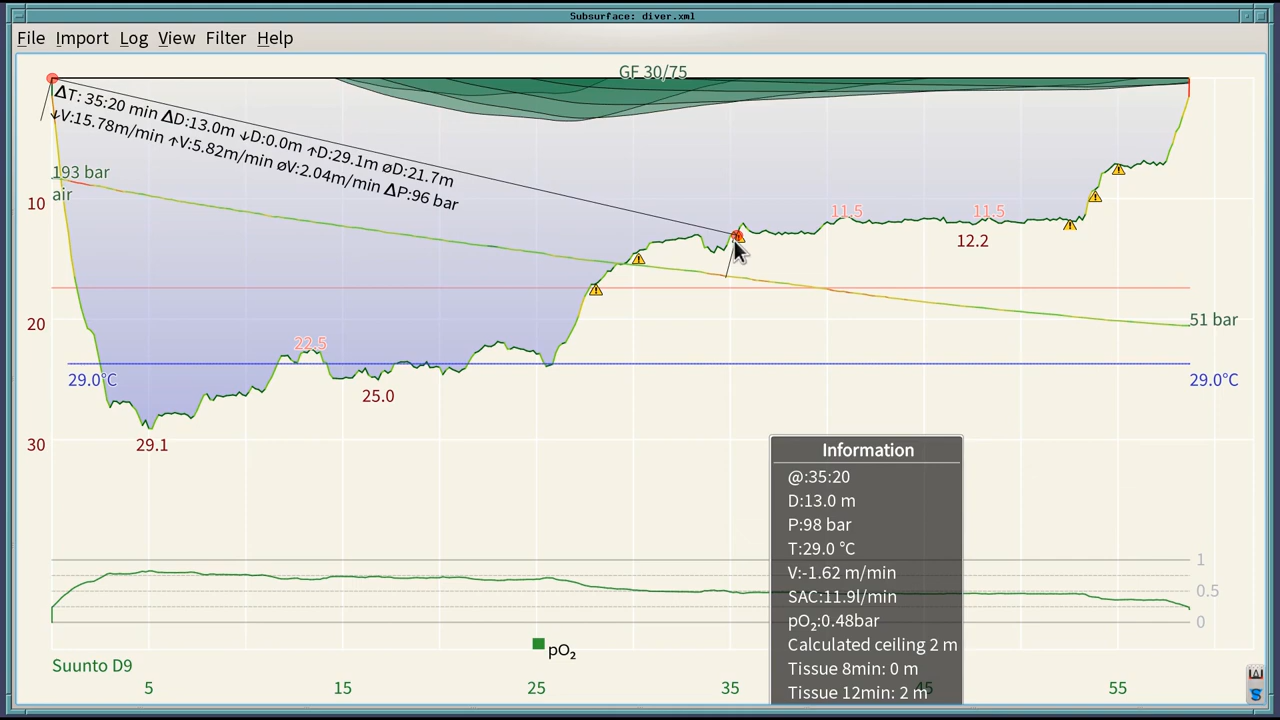 Subsurface: diver.xml
File Import Log View Filter Help
GF 30/75
ΔT: 35:20 min ΔD:13.0m ↓D:0.0m ↑D:29.1m øD:21.7m
↓V:15.78m/min ↑V:5.82m/min øV:2.04m/min ΔP:96 bar
193 bar
air
10
11.5 11.5
12.2
20
51 bar
22.5
29.0°C
29.0°C
25.0
30
29.1
Information
@:35:20
D:13.0 m
P:98 bar
T:29.0 °C
V:-1.62 m/min
SAC:11.9l/min
pO₂:0.48bar
Calculated ceiling 2 m
Tissue 8min: 0 m
Tissue 12min: 2 m
1
0.5
0
pO₂
Suunto D9
5 15 25 35 45 55